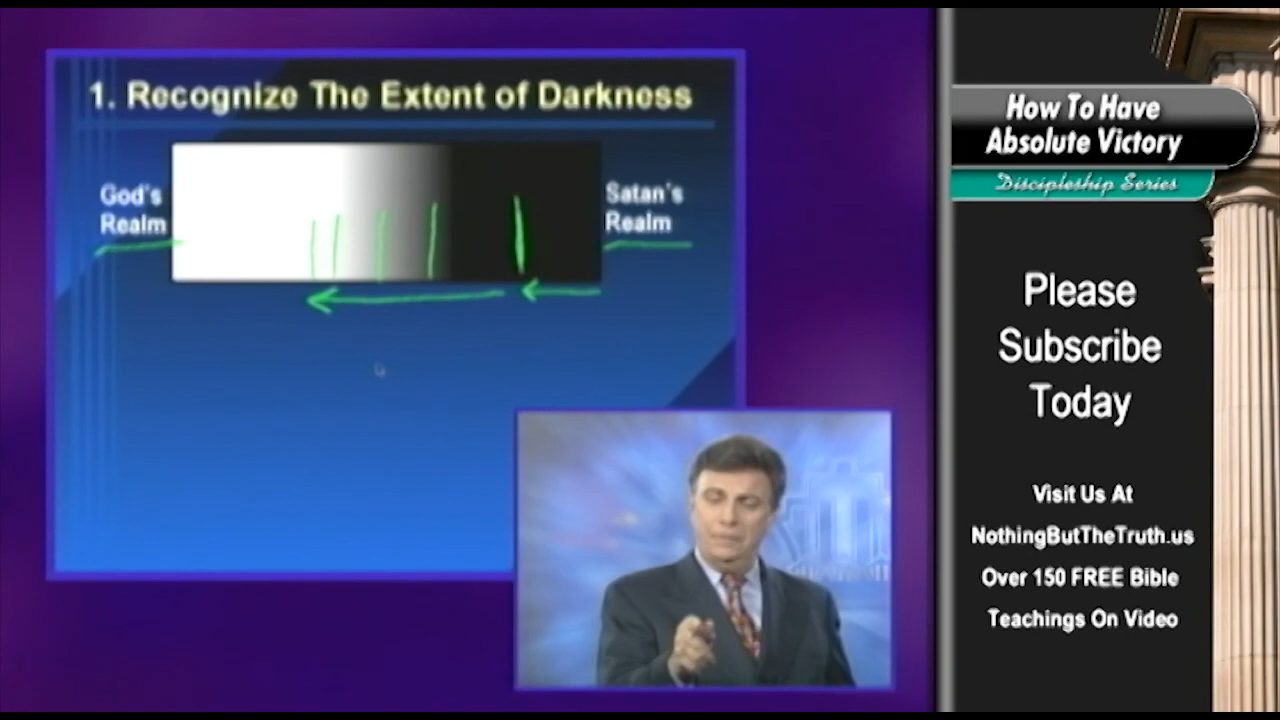 1. Recognize The Extent of Darkness
God's
Realm
Satan's
Realm
How To Have
Absolute Victory
Discipleship Series
Please
Subscribe
Today
Visit Us At
NothingButTheTruth.us
Over 150 FREE Bible
Teachings On Video